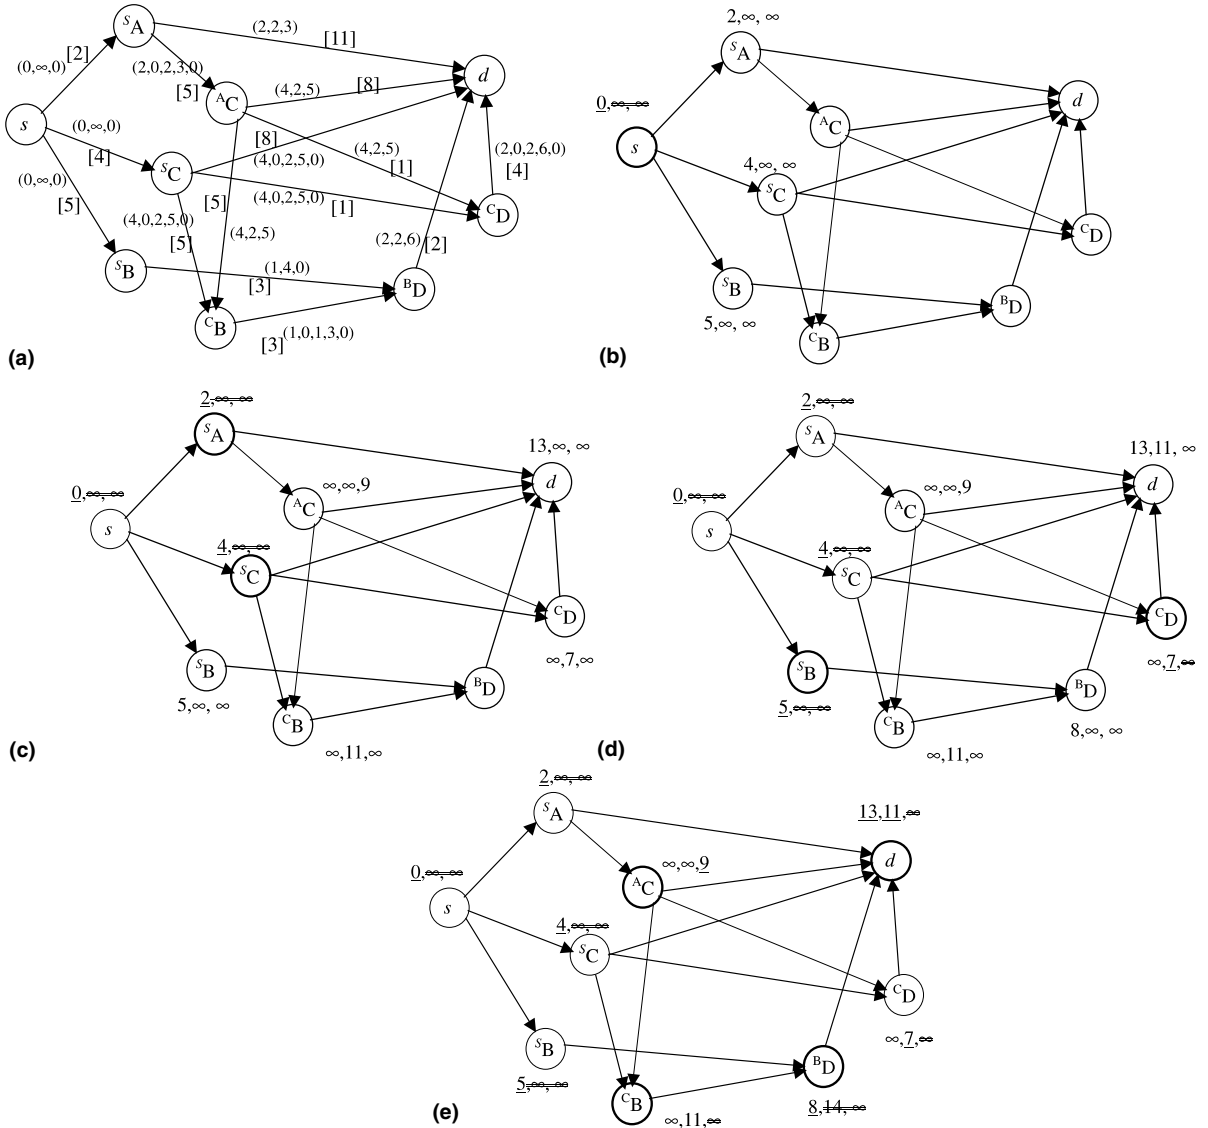 (a)
ˢA
(2,2,3)
[11]
(0,∞,0)
[2]
(2,0,2,3,0)
[5]
d
(4,2,5)
[8]
ᴬC
s
(0,∞,0)
[4]
[8]
(4,2,5)
[1]
(2,0,2,6,0)
[4]
ˢC
(4,0,2,5,0)
(0,∞,0)
[5]
(4,0,2,5,0)
[1]
[5]
ᶜD
(4,0,2,5,0)
[5]
(4,2,5)
(2,2,6)
[2]
ˢB
(1,4,0)
[3]
ᴮD
ᶜB
[3]
(1,0,1,3,0)
(b)
2,∞, ∞
ˢA
d
0,∞,∞
ᴬC
s
4,∞, ∞
ˢC
ᶜD
ˢB
ᴮD
5,∞, ∞
ᶜB
(c)
2,∞, ∞
ˢA
13,∞, ∞
d
0,∞,∞
∞,∞,9
ᴬC
s
4,∞,∞
ˢC
ᶜD
∞,7,∞
ˢB
ᴮD
5,∞, ∞
ᶜB
∞,11,∞
(d)
2,∞, ∞
ˢA
13,11, ∞
d
0,∞,∞
∞,∞,9
ᴬC
s
4,∞,∞
ˢC
ᶜD
∞,7,∞
ˢB
ᴮD
5,∞,∞
8,∞, ∞
ᶜB
∞,11,∞
(e)
2,∞, ∞
ˢA
13,11,∞
d
0,∞,∞
∞,∞,9
ᴬC
s
4,∞,∞
ˢC
ᶜD
∞,7,∞
ˢB
ᴮD
5,∞,∞
8,14,∞
ᶜB
∞,11,∞